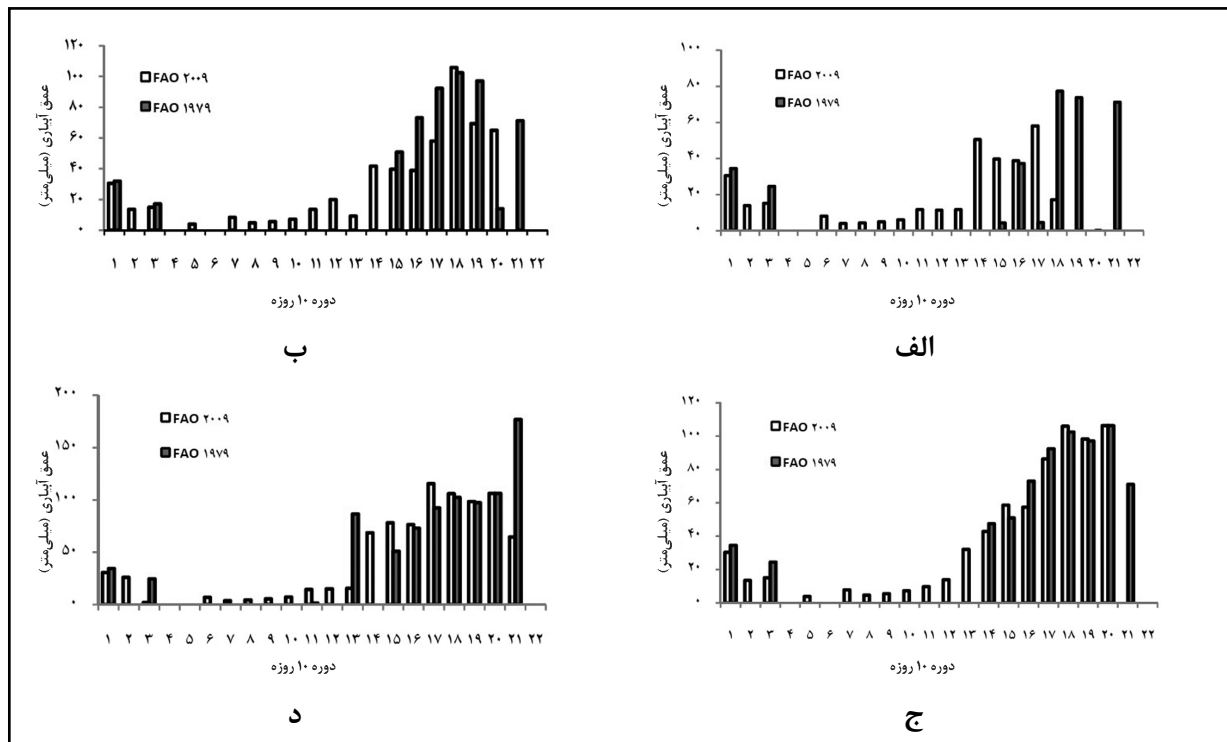 ۱۰۰
۸۰
۶۰
۴۰
۲۰
۰
عمق آبیاری (میلی‌متر)
FAO ۲۰۰۹
FAO ۱۹۷۹
۱ ۲ ۳ ۴ ۵ ۶ ۷ ۸ ۹ ۱۰ ۱۱ ۱۲ ۱۳ ۱۴ ۱۵ ۱۶ ۱۷ ۱۸ ۱۹ ۲۰ ۲۱ ۲۲
دوره ۱۰ روزه
الف
۱۲۰
۱۰۰
۸۰
۶۰
۴۰
۲۰
۰
عمق آبیاری (میلی‌متر)
FAO ۲۰۰۹
FAO ۱۹۷۹
۱ ۲ ۳ ۴ ۵ ۶ ۷ ۸ ۹ ۱۰ ۱۱ ۱۲ ۱۳ ۱۴ ۱۵ ۱۶ ۱۷ ۱۸ ۱۹ ۲۰ ۲۱ ۲۲
دوره ۱۰ روزه
ب
۱۲۰
۱۰۰
۸۰
۶۰
۴۰
۲۰
۰
عمق آبیاری (میلی‌متر)
FAO ۲۰۰۹
FAO ۱۹۷۹
۱ ۲ ۳ ۴ ۵ ۶ ۷ ۸ ۹ ۱۰ ۱۱ ۱۲ ۱۳ ۱۴ ۱۵ ۱۶ ۱۷ ۱۸ ۱۹ ۲۰ ۲۱ ۲۲
دوره ۱۰ روزه
ج
۲۰۰
۱۵۰
۱۰۰
۵۰
۰
عمق آبیاری (میلی‌متر)
FAO ۲۰۰۹
FAO ۱۹۷۹
۱ ۲ ۳ ۴ ۵ ۶ ۷ ۸ ۹ ۱۰ ۱۱ ۱۲ ۱۳ ۱۴ ۱۵ ۱۶ ۱۷ ۱۸ ۱۹ ۲۰ ۲۱ ۲۲
دوره ۱۰ روزه
د